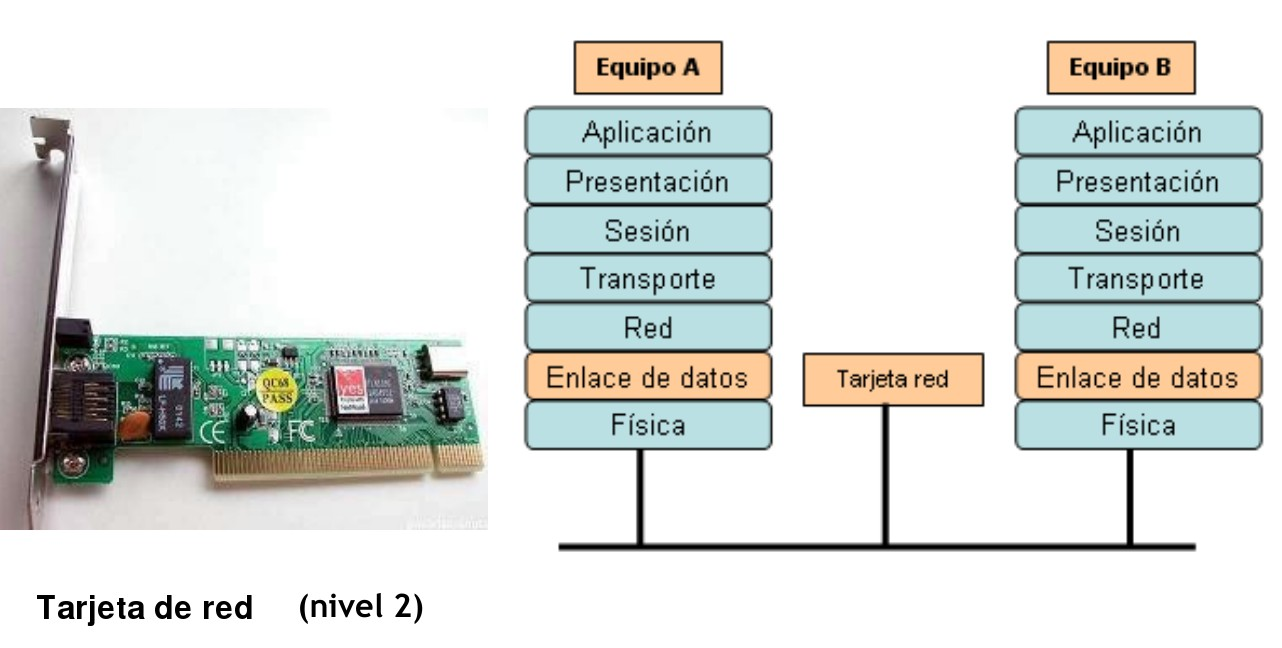 Equipo A
Equipo B
Aplicación
Presentación
Sesión
Transporte
Red
Enlace de datos
Física
Tarjeta red
Aplicación
Presentación
Sesión
Transporte
Red
Enlace de datos
Física
QC68
PASS
yes
CE
FC
Tarjeta de red (nivel 2)